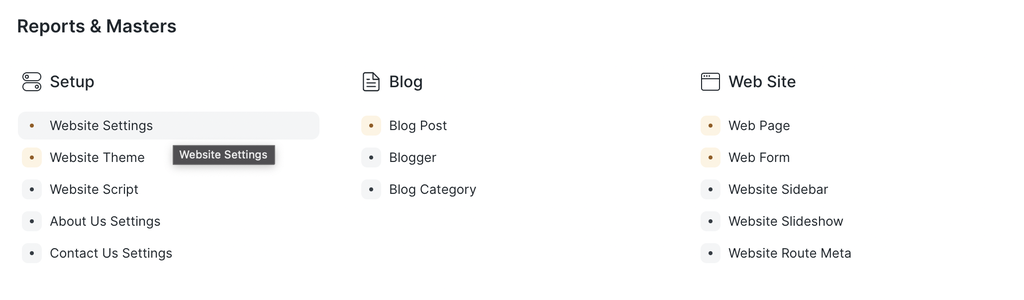 Reports & Masters
Setup
Website Settings
Website Theme
Website Settings
Website Script
About Us Settings
Contact Us Settings
Blog
Blog Post
Blogger
Blog Category
Web Site
Web Page
Web Form
Website Sidebar
Website Slideshow
Website Route Meta